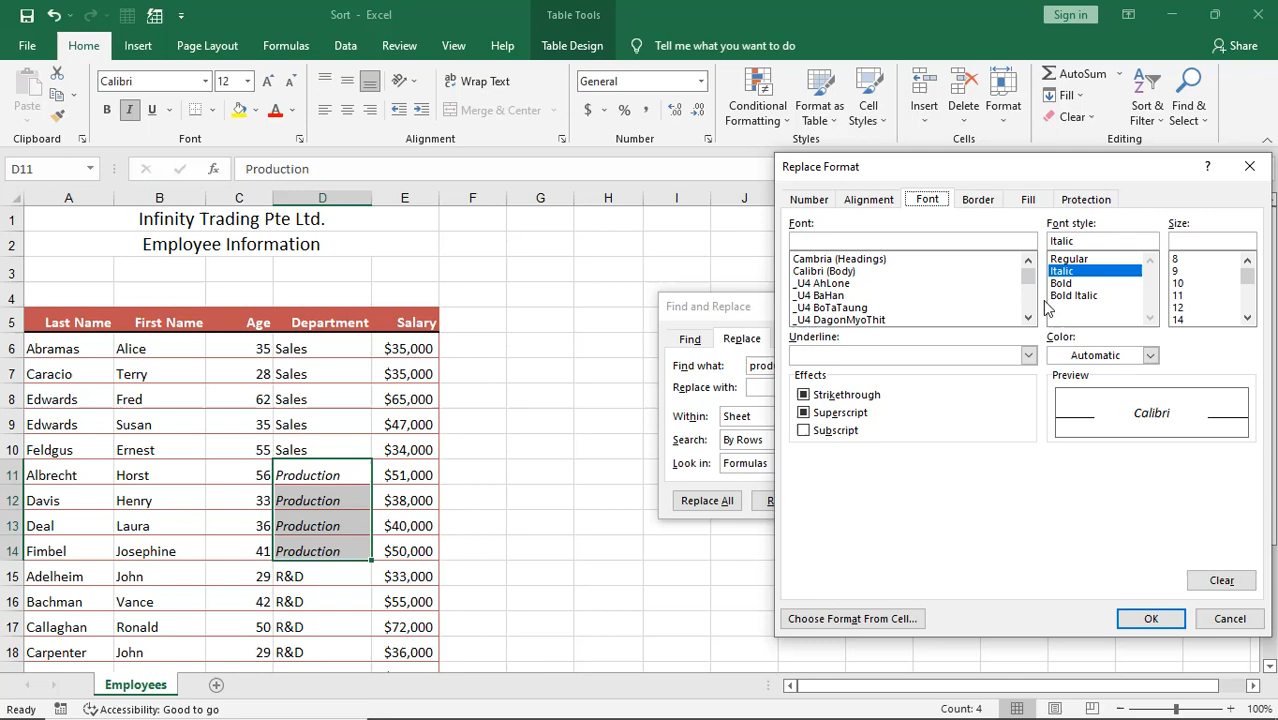 Sort - Excel
Table Tools
Sign in
File Home Insert Page Layout Formulas Data Review View Help Table Design Tell me what you want to do Share
Paste
Clipboard
Calibri 12
B I U A
Font
Wrap Text
Merge & Center
Alignment
General
$ % ,
Number
Conditional Formatting
Format as Table
Cell Styles
Styles
Insert Delete Format
Cells
AutoSum
Fill
Clear
Sort & Filter
Find & Select
Editing
D11 fx Production
A B C D E F G H I J
1 Infinity Trading Pte Ltd.
2 Employee Information
3
4
5 Last Name First Name Age Department Salary
6 Abramas Alice 35 Sales $35,000
7 Caracio Terry 28 Sales $35,000
8 Edwards Fred 62 Sales $65,000
9 Edwards Susan 35 Sales $47,000
10 Feldgus Ernest 55 Sales $34,000
11 Albrecht Horst 56 Production $51,000
12 Davis Henry 33 Production $38,000
13 Deal Laura 36 Production $40,000
14 Fimbel Josephine 41 Production $50,000
15 Adelheim John 29 R&D $33,000
16 Bachman Vance 42 R&D $55,000
17 Callaghan Ronald 50 R&D $72,000
18 Carpenter John 29 R&D $36,000
Find and Replace
Find Replace
Find what: prod
Replace with:
Within: Sheet
Search: By Rows
Look in: Formulas
Replace All R
Replace Format ?
Number Alignment Font Border Fill Protection
Font: Font style: Size:
Italic
Cambria (Headings) Regular 8
Calibri (Body) Italic 9
_U4 AhLone Bold 10
_U4 BaHan Bold Italic 11
_U4 BoTaTaung 12
_U4 DagonMyoThit 14
Underline: Color:
Automatic
Effects Preview
Strikethrough
Superscript
Subscript
Calibri
Clear
Choose Format From Cell...
OK Cancel
Employees
Ready Accessibility: Good to go Count: 4 100%